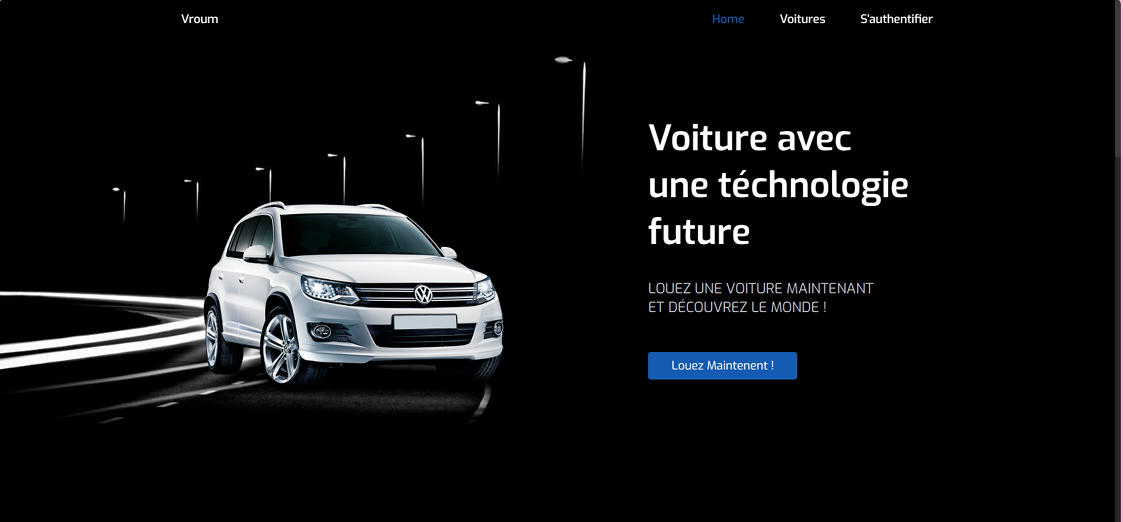 Vroum
Home
Voitures
S'authentifier
Voiture avec
une téchnologie
future
LOUEZ UNE VOITURE MAINTENANT
ET DÉCOUVREZ LE MONDE !
Louez Maintenent !